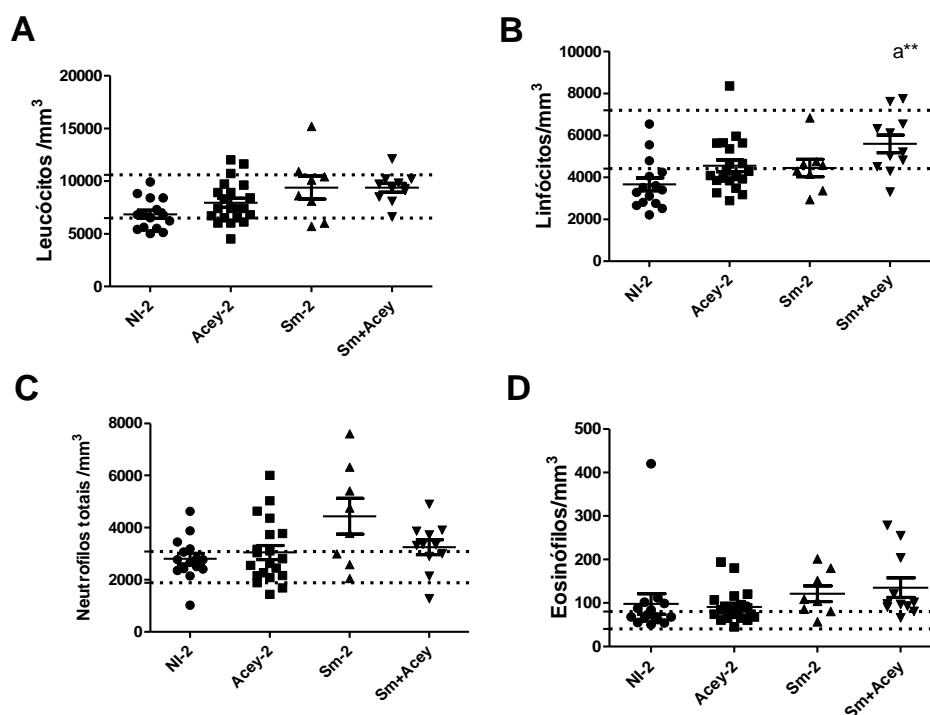 A
Leucócitos /mm³
20000
15000
10000
5000
0
NI-2
Acey-2
Sm-2
Sm+Acey
B
Linfócitos/mm³
10000
8000
6000
4000
2000
0
a**
NI-2
Acey-2
Sm-2
Sm+Acey
C
Neutrofilos totais /mm³
8000
6000
4000
2000
0
NI-2
Acey-2
Sm-2
Sm+Acey
D
Eosinófilos/mm³
500
400
300
200
100
0
NI-2
Acey-2
Sm-2
Sm+Acey